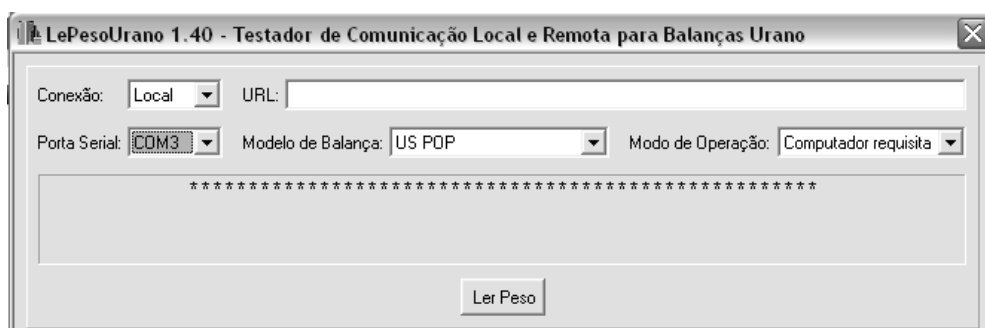 LePesoUrano 1.40 - Testador de Comunicação Local e Remota para Balanças Urano
Conexão: Local URL:
Porta Serial: COM3 Modelo de Balança: US POP Modo de Operação: Computador requisita
*****************************************************
Ler Peso